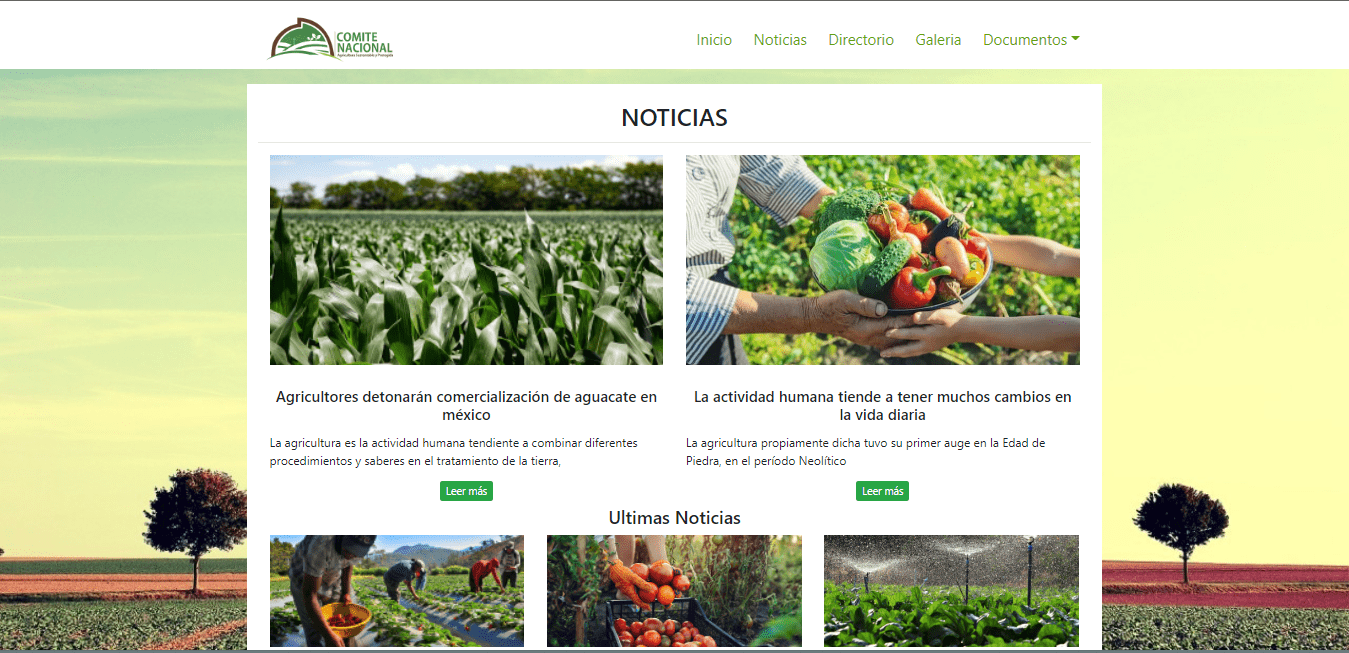 COMITE
NACIONAL
Agricultura Sustentable y Protegida
Inicio Noticias Directorio Galeria Documentos
NOTICIAS
Agricultores detonarán comercialización de aguacate en
méxico
La agricultura es la actividad humana tendiente a combinar diferentes
procedimientos y saberes en el tratamiento de la tierra,
Leer más
La actividad humana tiende a tener muchos cambios en
la vida diaria
La agricultura propiamente dicha tuvo su primer auge en la Edad de
Piedra, en el período Neolítico
Leer más
Ultimas Noticias